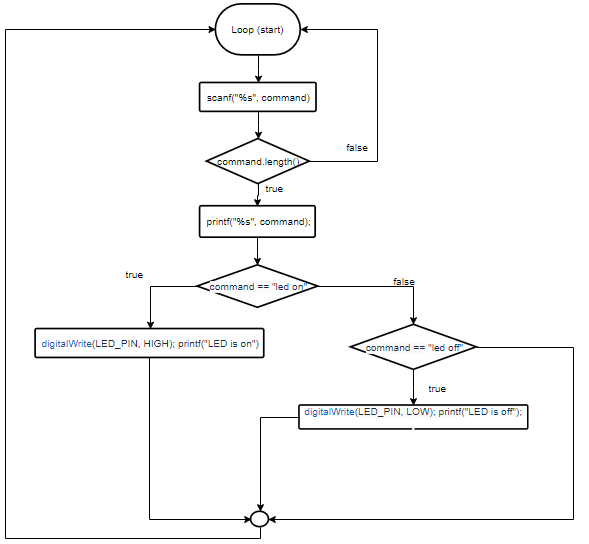 Loop (start)
scanf("%s", command)
false
command.length()
true
printf("%s", command);
true
false
command == "led on"
digitalWrite(LED_PIN, HIGH); printf("LED is on")
command == "led off"
true
digitalWrite(LED_PIN, LOW); printf("LED is off");